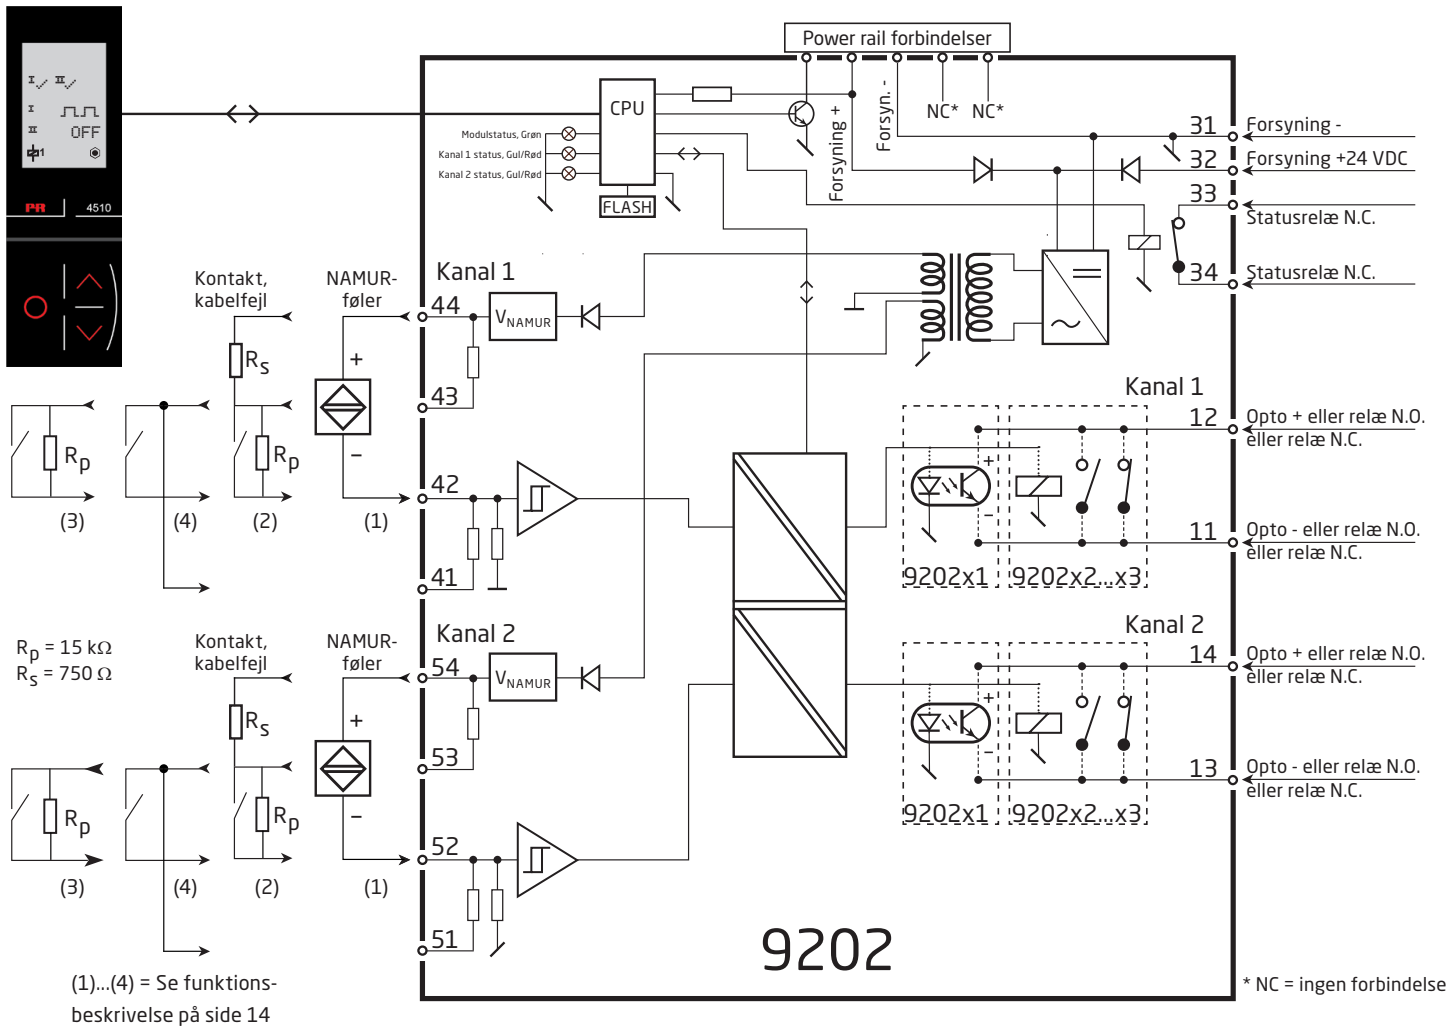 Power rail forbindelser
I II
I
II OFF
1
PR 4510
CPU
FLASH
Modulstatus, Grøn
Kanal 1 status, Gul/Rød
Kanal 2 status, Gul/Rød
Forsyning +
Forsyn. -
NC* NC*
31 Forsyning -
32 Forsyning +24 VDC
33
Statusrelæ N.C.
34 Statusrelæ N.C.
Kanal 1
Kontakt,
kabelfejl
NAMUR-
føler
44
VNAMUR
Rs
+
43
Rp
Rp
–
42
(3) (4) (2) (1)
41
Kanal 1
12 Opto + eller relæ N.O.
eller relæ N.C.
+
–
11 Opto - eller relæ N.O.
eller relæ N.C.
9202x1 9202x2...x3
Rp = 15 kΩ
Rs = 750 Ω
Kanal 2
Kontakt,
kabelfejl
NAMUR-
føler
54
VNAMUR
Rs
+
53
Rp
Rp
–
52
(3) (4) (2) (1)
51
Kanal 2
14 Opto + eller relæ N.O.
eller relæ N.C.
+
–
13 Opto - eller relæ N.O.
eller relæ N.C.
9202x1 9202x2...x3
9202
(1)...(4) = Se funktions-
beskrivelse på side 14
* NC = ingen forbindelse